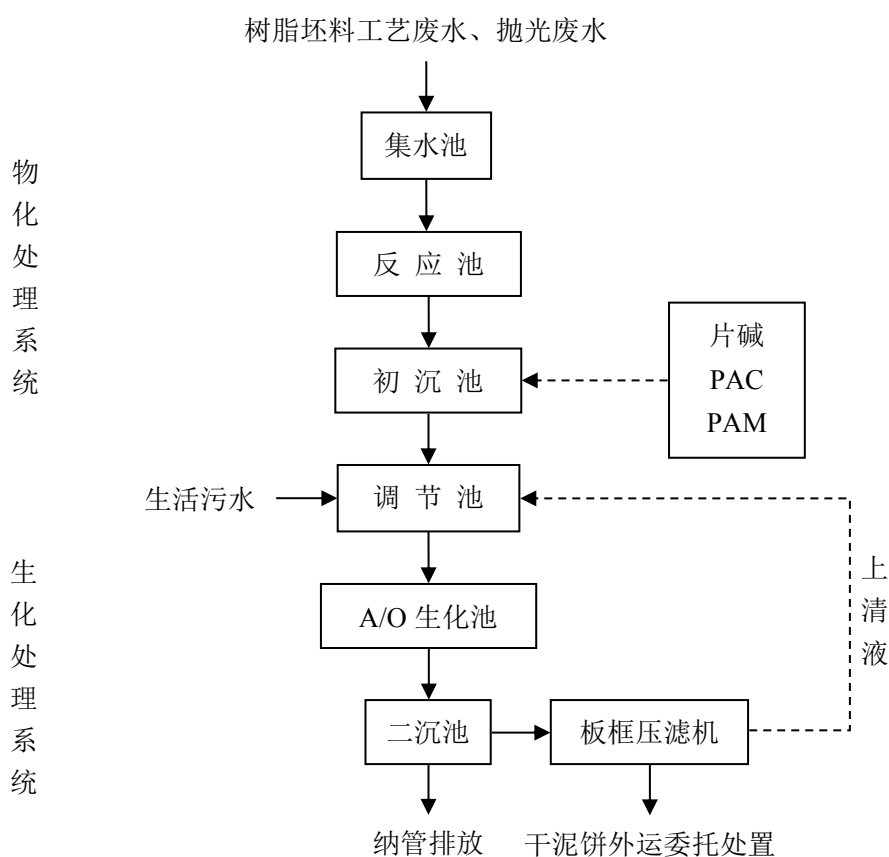 树脂坯料工艺废水、抛光废水
集水池
物化处理系统
反应池
片碱
PAC
PAM
初沉池
生活污水
调节池
生化处理系统
A/O 生化池
上清液
二沉池
板框压滤机
纳管排放
干泥饼外运委托处置